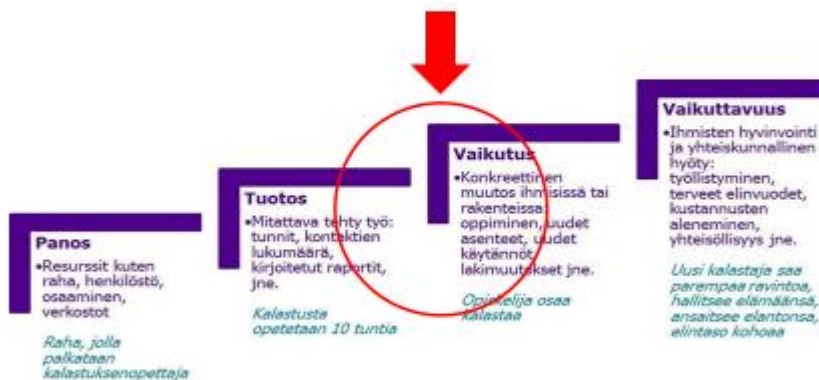 Panos
•Resurssit kuten
raha, henkilöstö,
osaaminen,
verkostot
Raha, jolla
palkataan
kalastuksenopettaja
Tuotos
•Mitattava tehty työ:
tunnit, kontaktien
lukumäärä,
kirjoitetut raportit,
jne.
Kalastusta
opetetaan 10 tuntia
Vaikutus
•Konkreettinen
muutos ihmisissä tai
rakenteissa:
oppiminen, uudet
asenteet, uudet
käytännöt,
lakimuutokset jne.
Opiskelija osaa
kalastaa
Vaikuttavuus
•Ihmisten hyvinvointi
ja yhteiskunnallinen
hyöty:
työllistyminen,
terveet elinvuodet,
kustannusten
aleneminen,
yhteisöllisyys jne.
Uusi kalastaja saa
parempaa ravintoa,
hallitsee elämäänsä,
ansaitsee elantonsa,
elintaso kohoaa